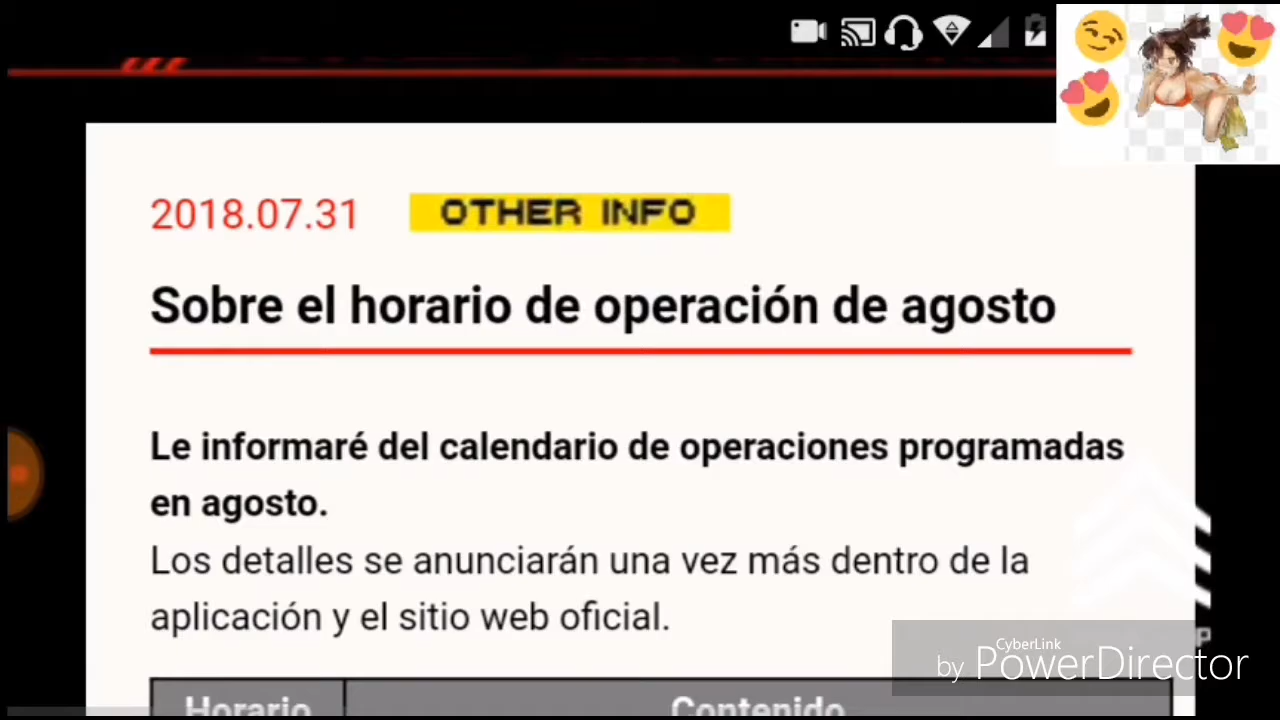 2018.07.31 OTHER INFO
Sobre el horario de operación de agosto
Le informaré del calendario de operaciones programadas
en agosto.
Los detalles se anunciarán una vez más dentro de la
aplicación y el sitio web oficial.
P
CyberLink
by PowerDirector
Horario Contenido